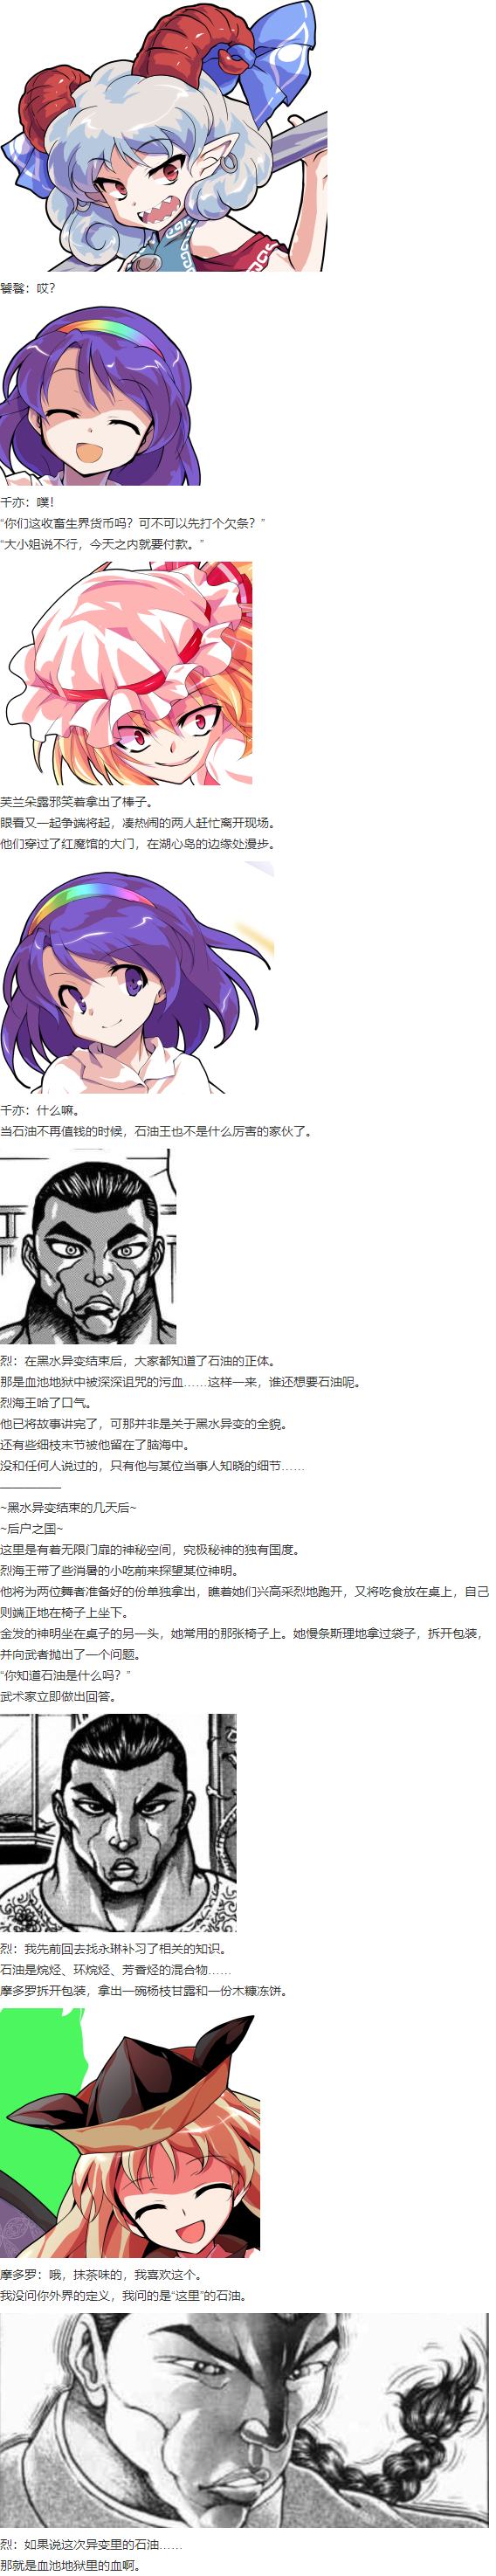 饕餮：哎？
千亦：噗！
“你们这收畜生界货币吗？可不可以先打个欠条？”
“大小姐说不行，今天之内就要付款。”
芙兰朵露邪笑着拿出了棒子。
眼看又一起争端将起，凑热闹的两人赶忙离开现场。
他们穿过了红魔馆的大门，在湖心岛的边缘处漫步。
千亦：什么嘛。
当石油不再值钱的时候，石油王也不是什么厉害的家伙了。
烈：在黑水异变结束后，大家都知道了石油的正体。
那是血池地狱中被深深诅咒的污血……这样一来，谁还想要石油呢。
烈海王哈了口气。
他已将故事讲完了，可那并非是关于黑水异变的全貌。
还有些细枝末节被他留在了脑海中。
没和任何人说过的，只有他与某位当事人知晓的细节……
—————
~黑水异变结束的几天后~
~后户之国~
这里是有着无限门扉的神秘空间，究极秘神的独有国度。
烈海王带了些消暑的小吃前来探望某位神明。
他将为两位舞者准备好的份单独拿出，瞧着她们兴高采烈地跑开，又将吃食放在桌上，自己
则端正地在椅子上坐下。
金发的神明坐在桌子的另一头，她常用的那张椅子上。她慢条斯理地拿过袋子，拆开包装，
并向武者抛出了一个问题。
“你知道石油是什么吗？”
武术家立即做出回答。
烈：我先前回去找永琳补习了相关的知识。
石油是烷烃、环烷烃、芳香烃的混合物……
摩多罗拆开包装，拿出一碗杨枝甘露和一份木糠冻饼。
摩多罗：哦，抹茶味的，我喜欢这个。
我没问你外界的定义，我问的是“这里”的石油。
烈：如果说这次异变里的石油……
那就是血池地狱里的血啊。